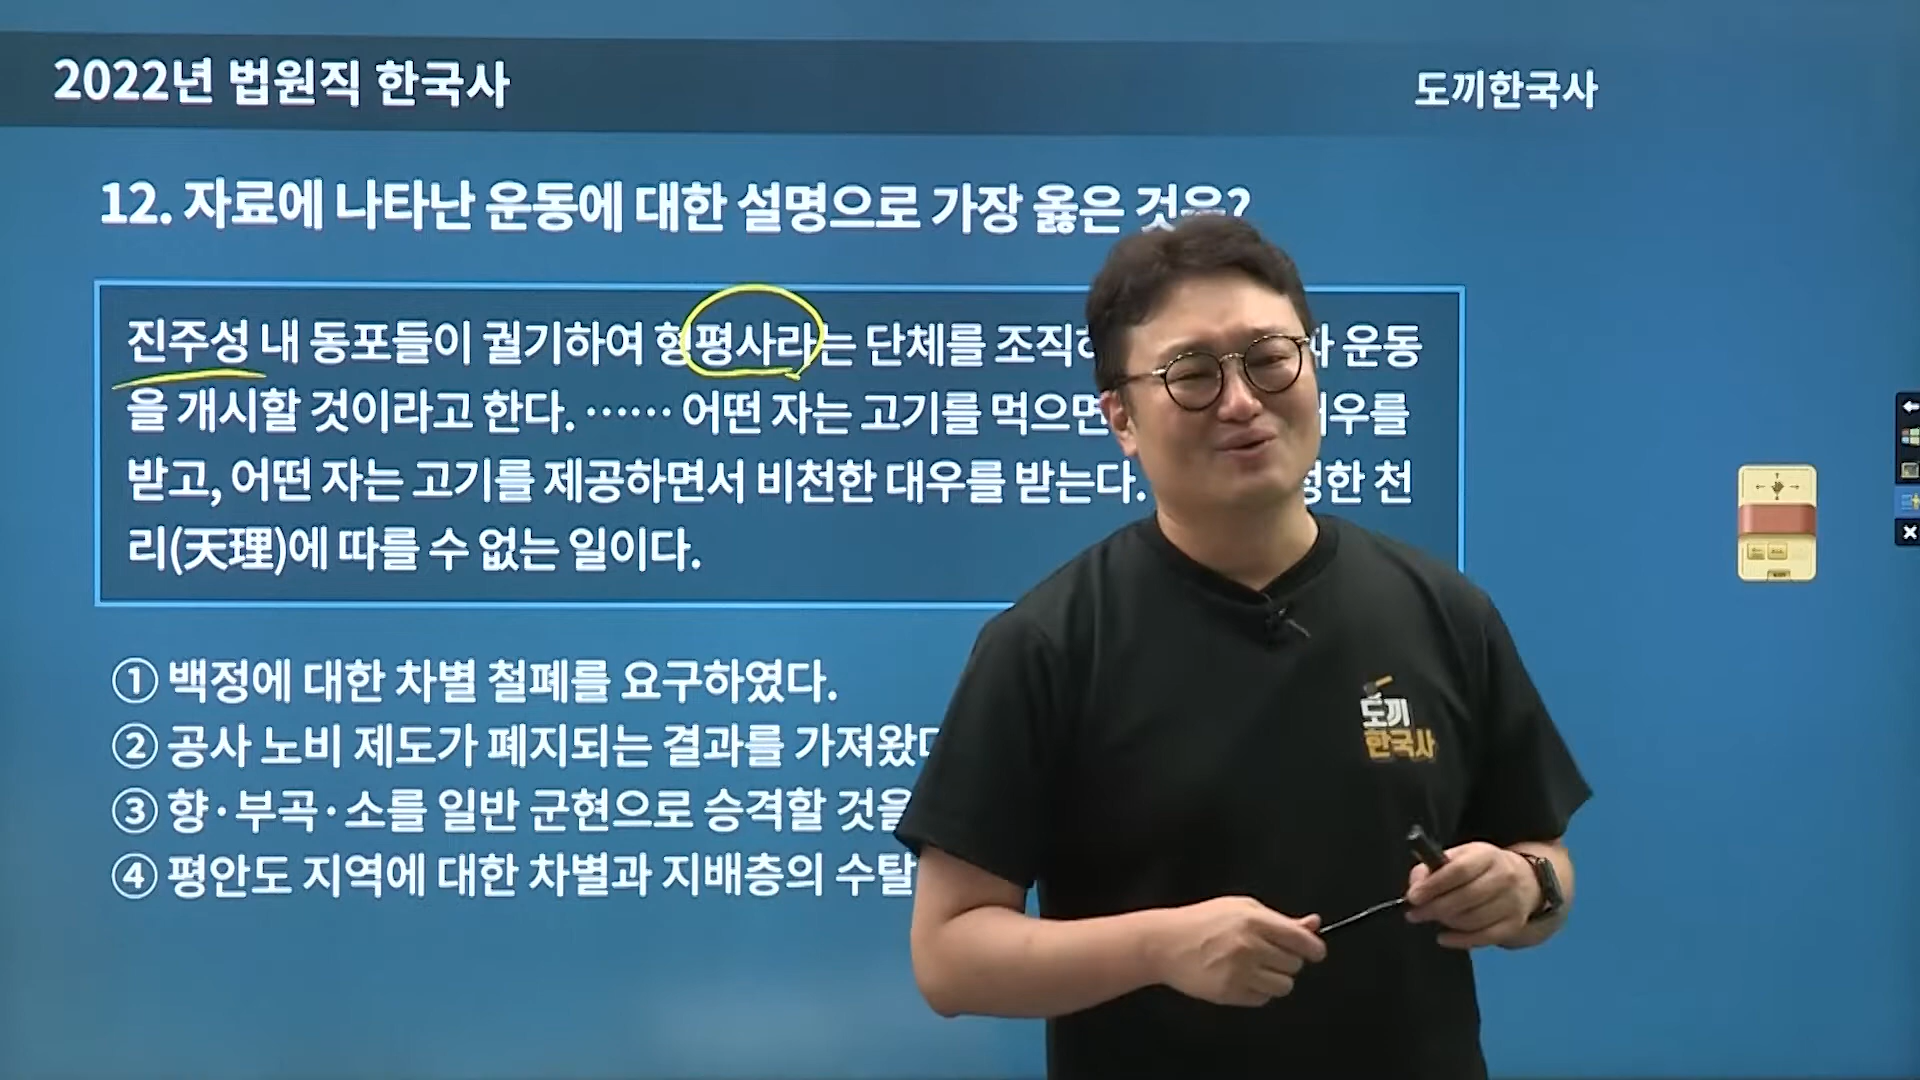 2022년 법원직 한국사
도끼한국사
12. 자료에 나타난 운동에 대한 설명으로 가장 옳은 것은?
진주성 내 동포들이 궐기하여 형평사라는 단체를 조직하 운동
을 개시할 것이라고 한다. …… 어떤 자는 고기를 먹으면 우를
받고, 어떤 자는 고기를 제공하면서 비천한 대우를 받는다. 한 천
리(天理)에 따를 수 없는 일이다.
① 백정에 대한 차별 철폐를 요구하였다.
② 공사 노비 제도가 폐지되는 결과를 가져왔
③ 향·부곡·소를 일반 군현으로 승격할 것을
④ 평안도 지역에 대한 차별과 지배층의 수탈
도끼
한국사